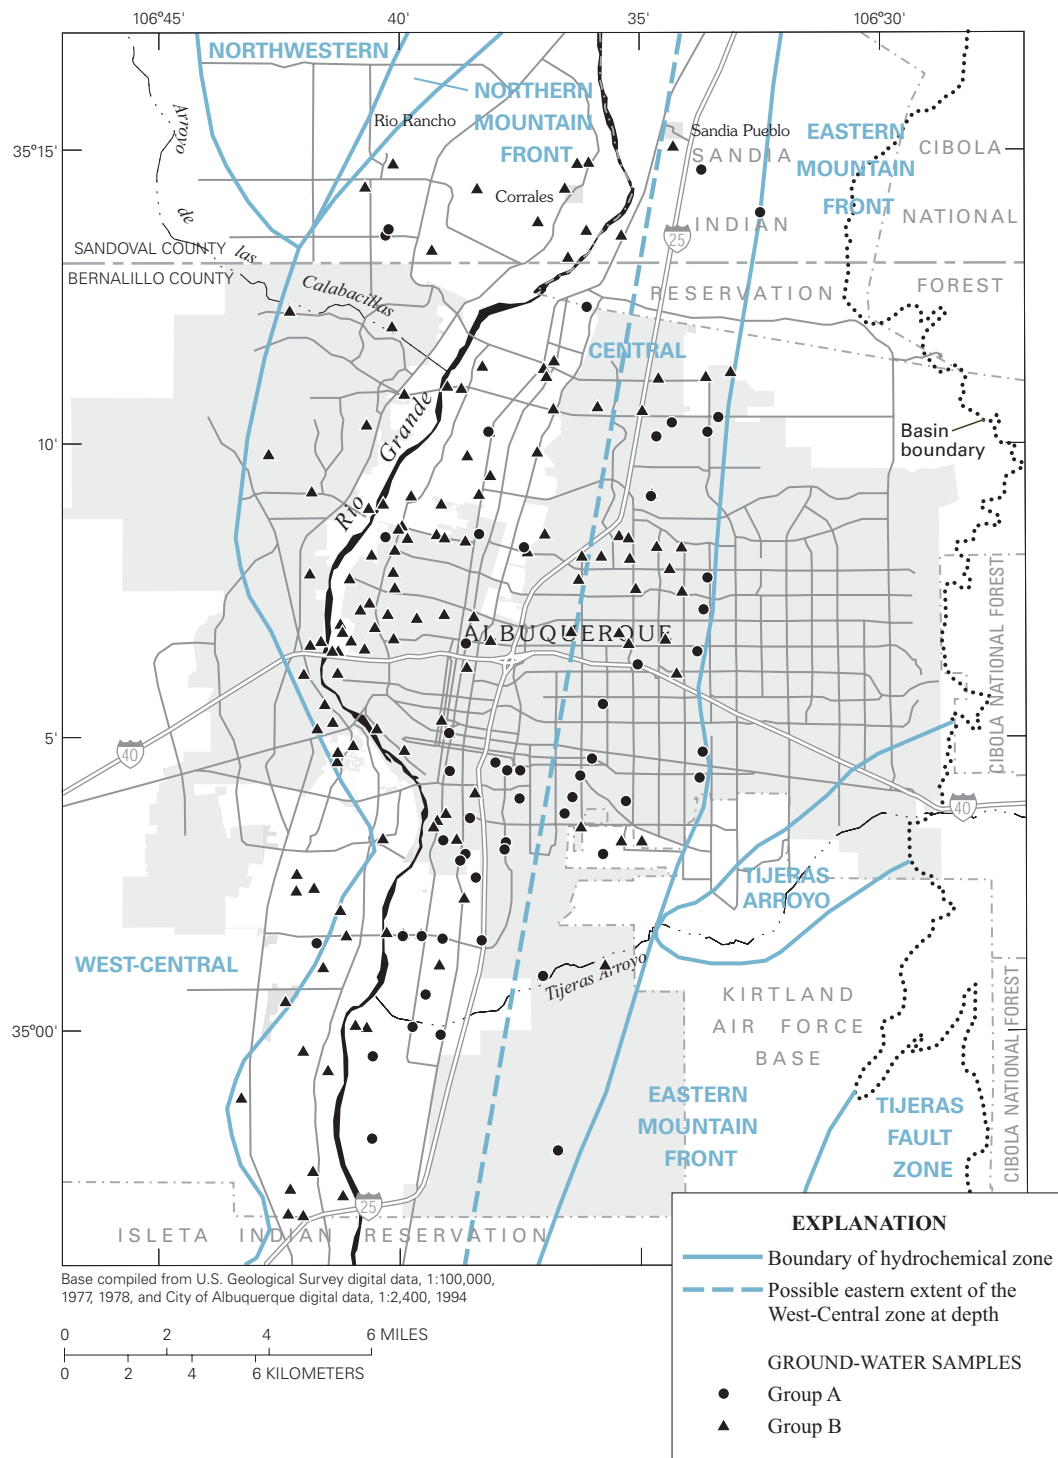 106°45'
40'
35'
106°30'
NORTHWESTERN
NORTHERN
MOUNTAIN
FRONT
Rio Rancho
Arroyo
de
las
Calabacillas
35°15'
Sandia Pueblo
SANDIA
EASTERN
MOUNTAIN
FRONT
CIBOLA
NATIONAL
FOREST
Corrales
INDIAN
25
SANDOVAL COUNTY
BERNALILLO COUNTY
RESERVATION
CENTRAL
Rio Grande
10'
Basin
boundary
ALBUQUERQUE
CIBOLA NATIONAL FOREST
5'
40
40
TIJERAS
ARROYO
WEST-CENTRAL
Tijeras Arroyo
KIRTLAND
AIR FORCE
BASE
CIBOLA NATIONAL FOREST
35°00'
EASTERN
MOUNTAIN
FRONT
TIJERAS
FAULT
ZONE
25
ISLETA INDIAN RESERVATION
EXPLANATION
Boundary of hydrochemical zone
Possible eastern extent of the
West-Central zone at depth
GROUND-WATER SAMPLES
Group A
Group B
Base compiled from U.S. Geological Survey digital data, 1:100,000,
1977, 1978, and City of Albuquerque digital data, 1:2,400, 1994
0 2 4 6 MILES
0 2 4 6 KILOMETERS